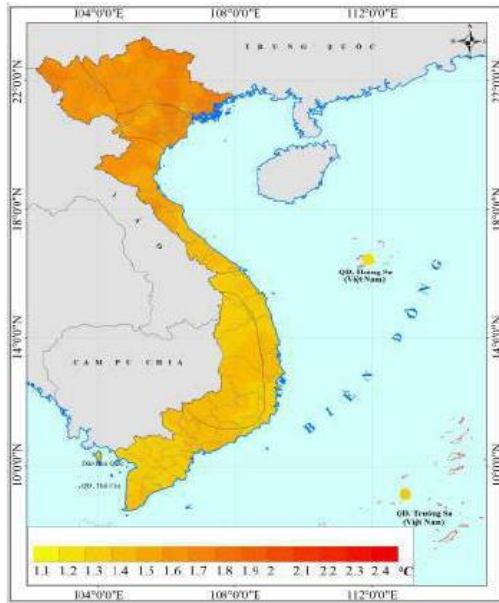 104°0'0"E 108°0'0"E 112°0'0"E
TRUNG QUỐC
22°0'0"N 22°0'0"N
LÀO
18°0'0"N 18°0'0"N
QĐ. Hoàng Sa
(Việt Nam)
14°0'0"N 14°0'0"N
CAM PU CHIA
BIỂN ĐÔNG
10°0'0"N 10°0'0"N
QĐ. Trường Sa
(Việt Nam)
1.1 1.2 1.3 1.4 1.5 1.6 1.7 1.8 1.9 2 2.1 2.2 2.3 2.4 °C
104°0'0"E 108°0'0"E 112°0'0"E